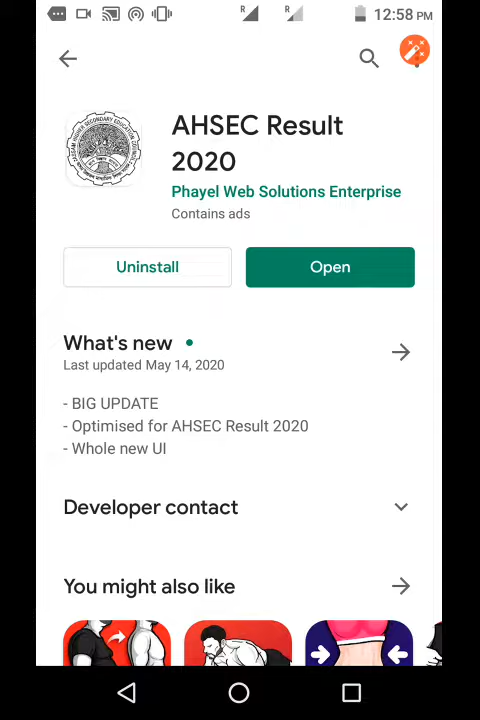 R R 12:58 PM
AHSEC Result
2020
Phayel Web Solutions Enterprise
Contains ads
Uninstall
Open
What's new
Last updated May 14, 2020
- BIG UPDATE
- Optimised for AHSEC Result 2020
- Whole new UI
Developer contact
You might also like